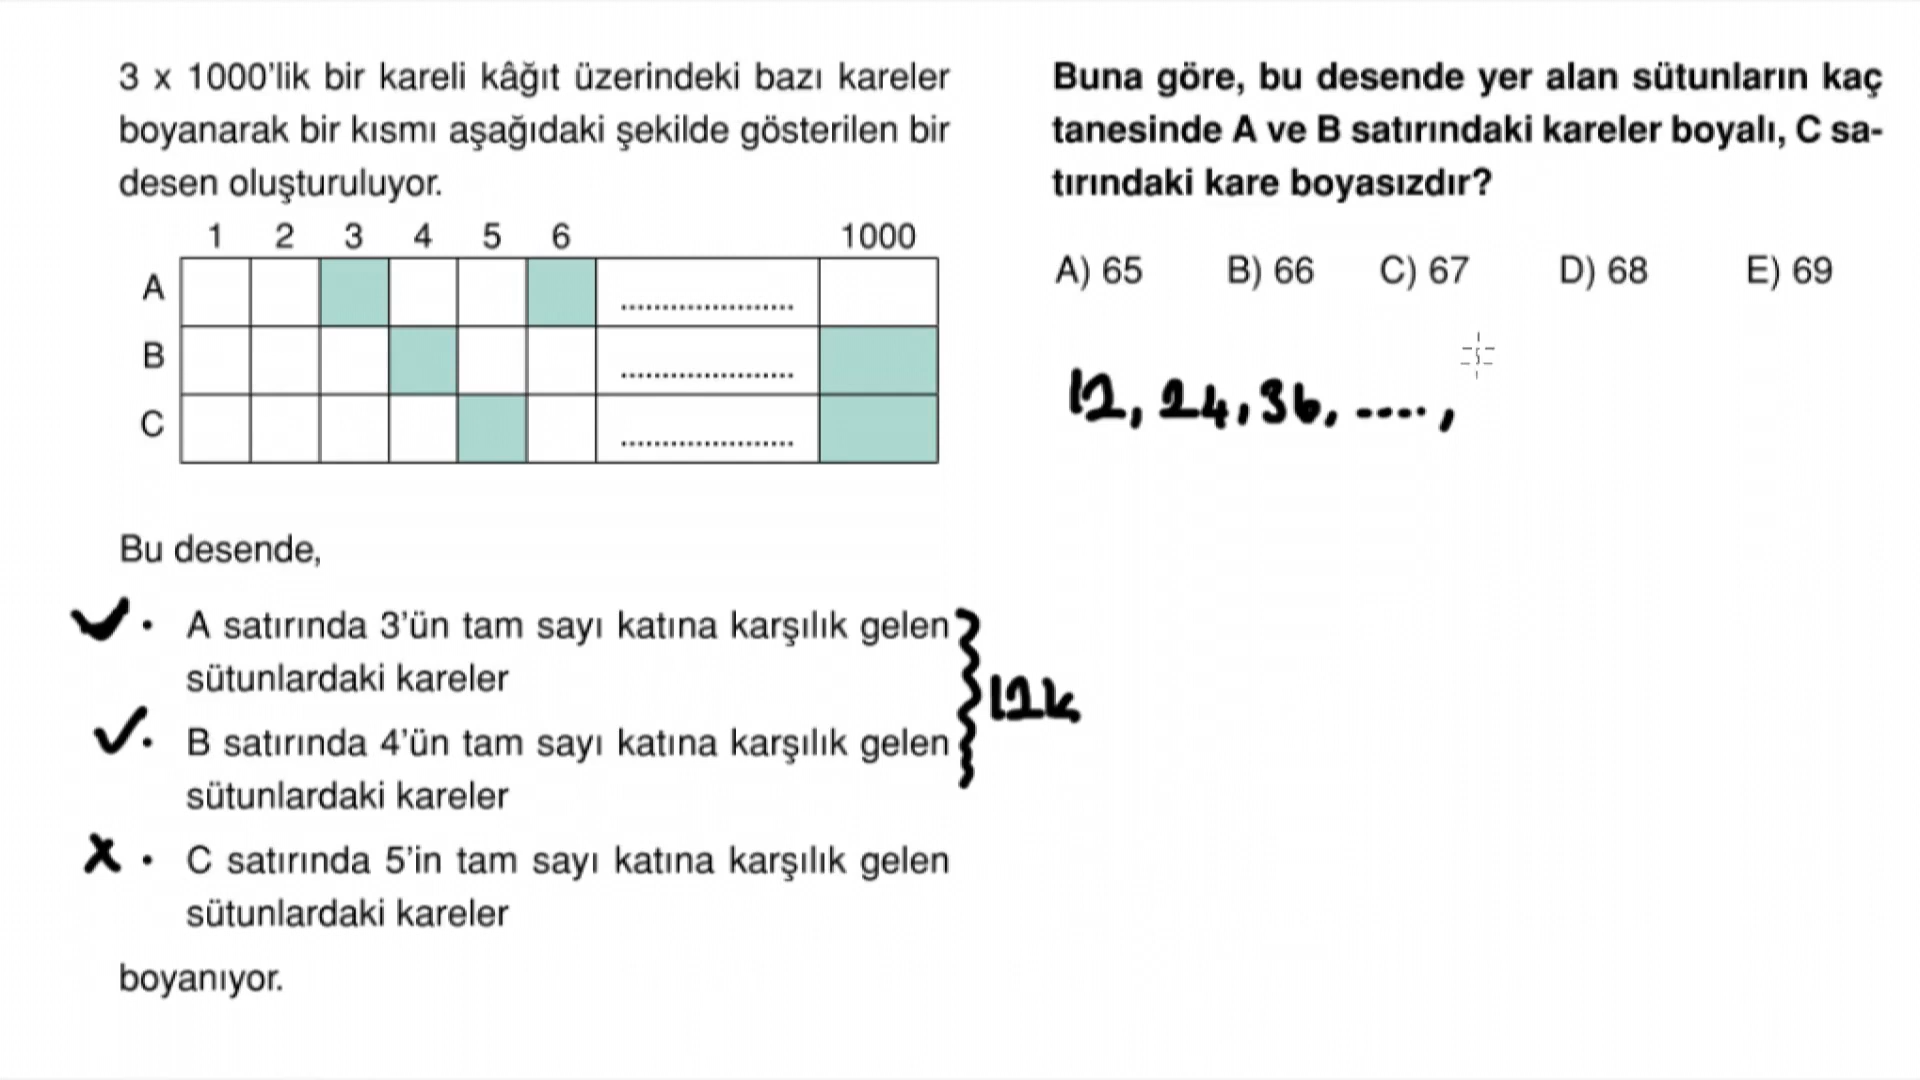 3 x 1000'lik bir kareli kâğıt üzerindeki bazı kareler
boyanarak bir kısmı aşağıdaki şekilde gösterilen bir
desen oluşturuluyor.
1 2 3 4 5 6 1000
A
B
C
Bu desende,
• A satırında 3'ün tam sayı katına karşılık gelen
sütunlardaki kareler
• B satırında 4'ün tam sayı katına karşılık gelen
sütunlardaki kareler
12k
• C satırında 5'in tam sayı katına karşılık gelen
sütunlardaki kareler
boyanıyor.
Buna göre, bu desende yer alan sütunların kaç
tanesinde A ve B satırındaki kareler boyalı, C sa-
tırındaki kare boyasızdır?
A) 65 B) 66 C) 67 D) 68 E) 69
12, 24, 36, ....,